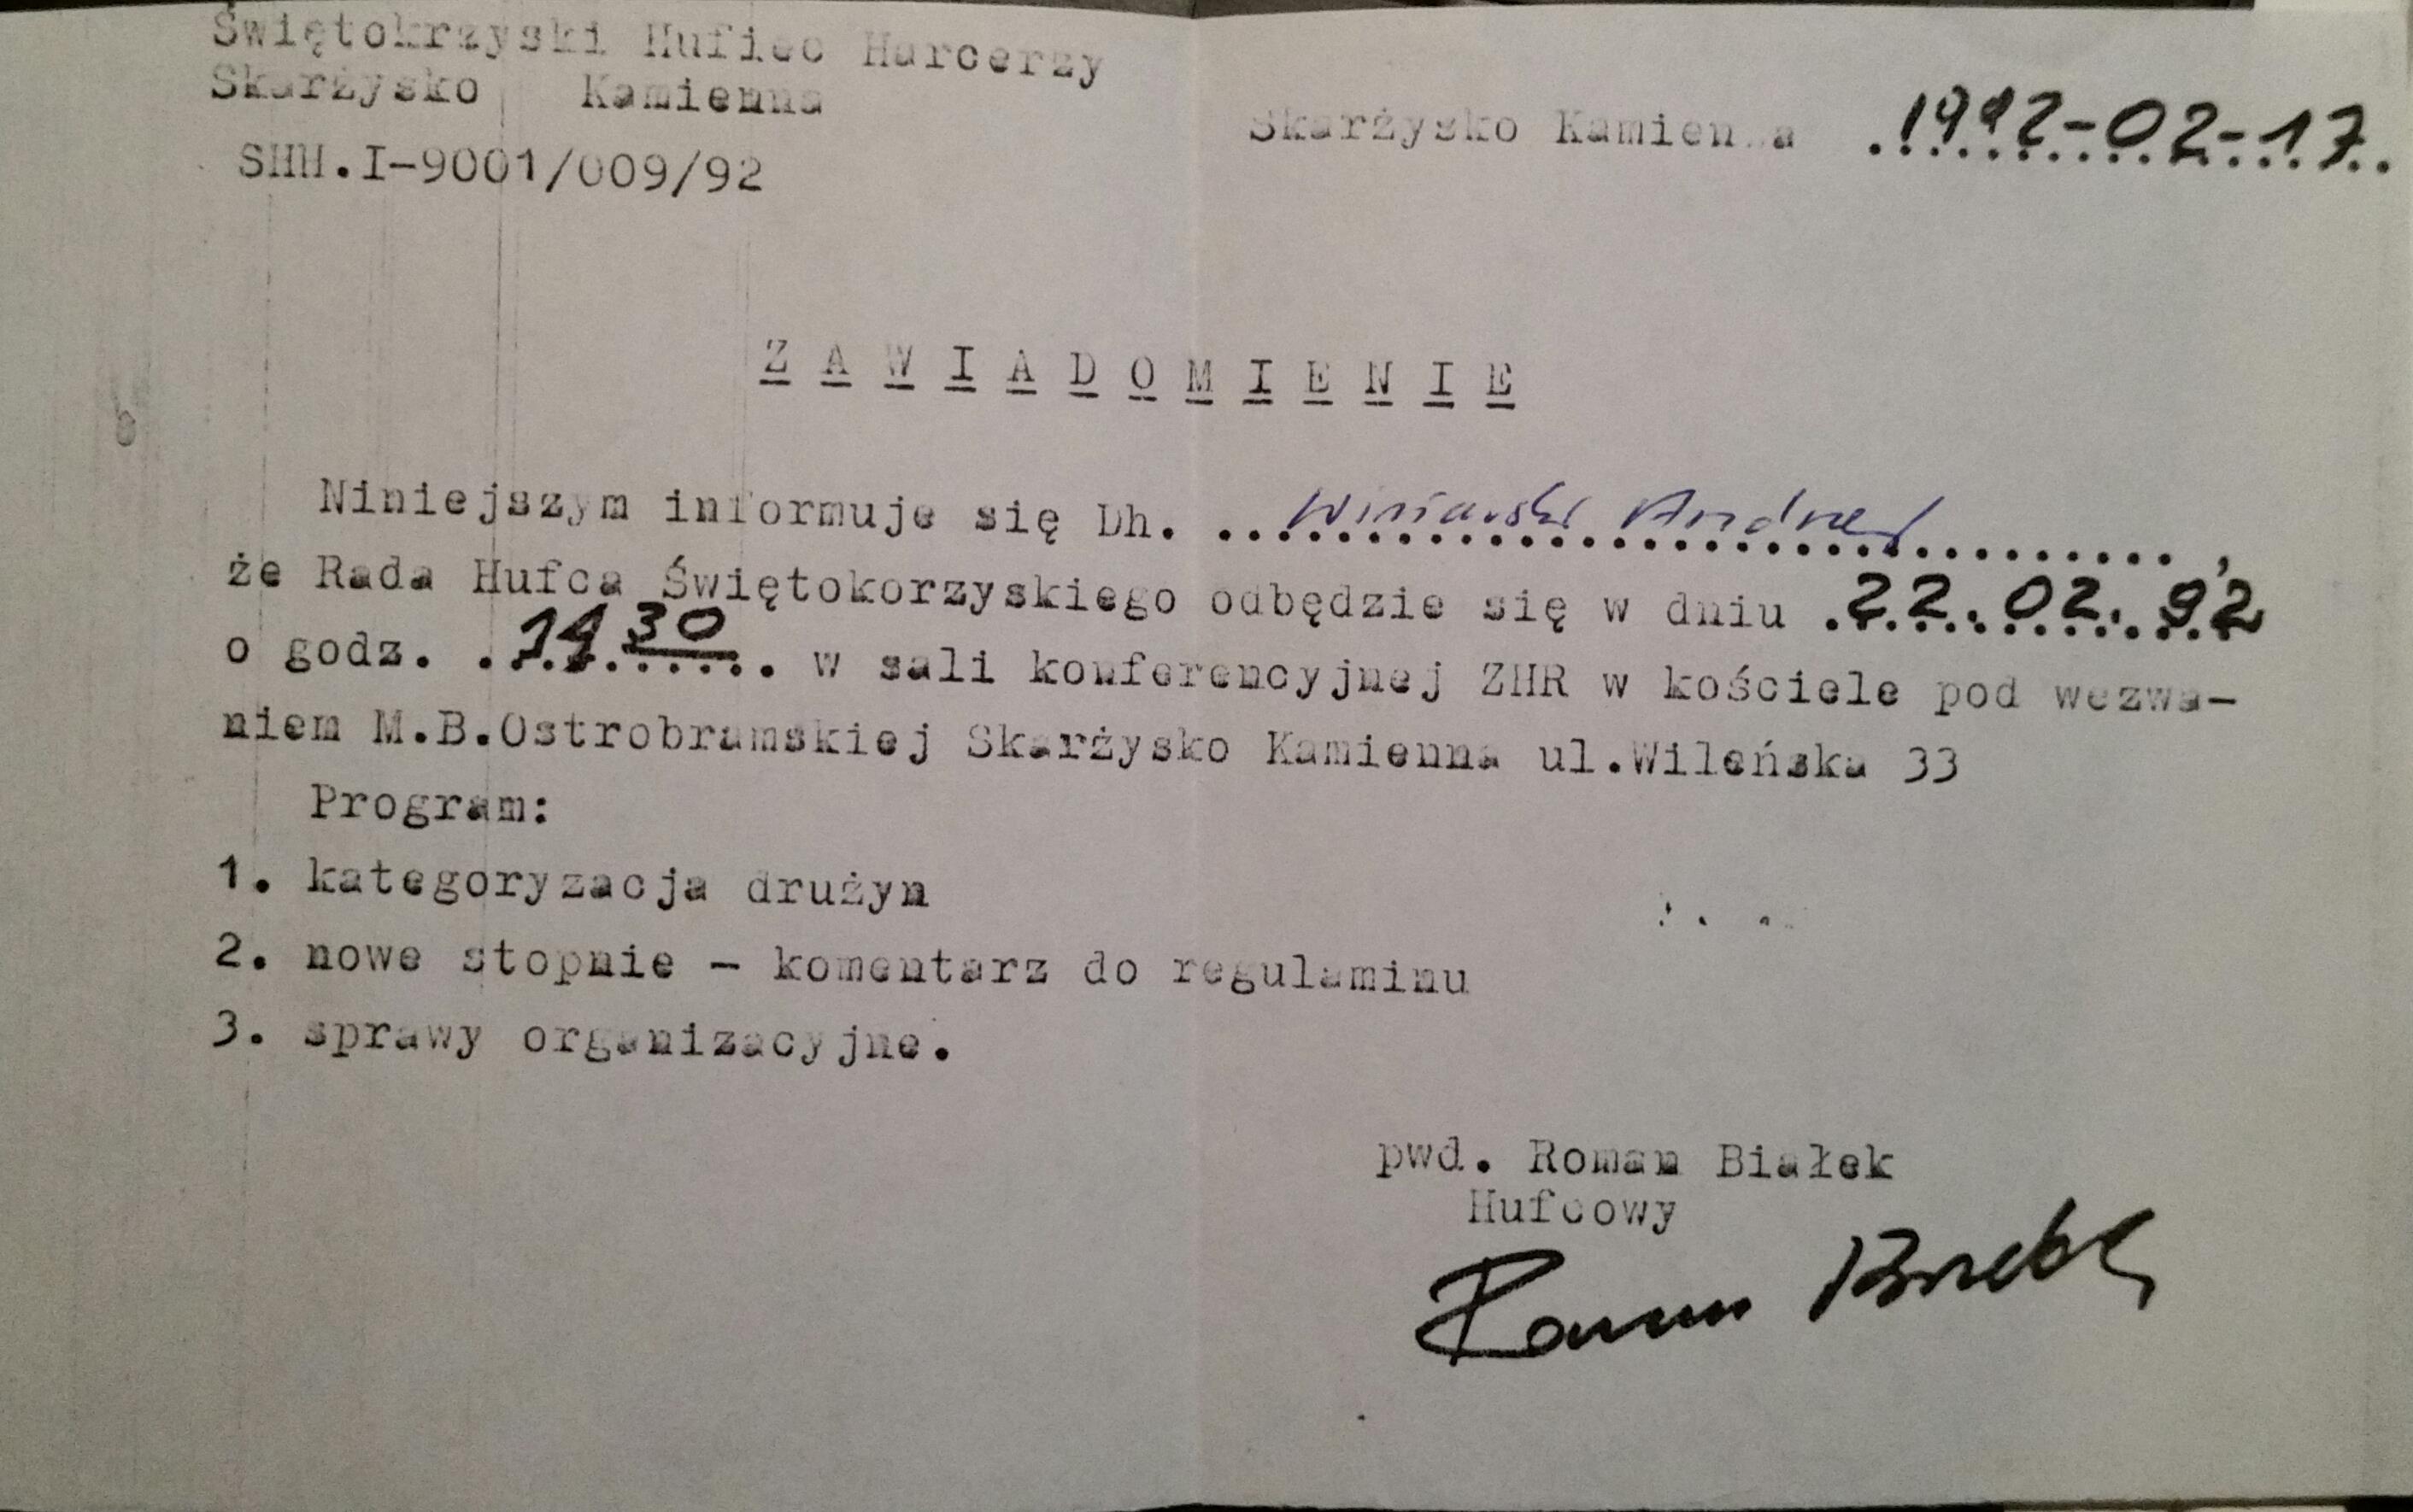 Świętokrzyski Hufiec Harcerzy
Skarżysko Kamienna
SHH.I-9001/009/92
Skarżysko Kamienna 1992-02-17
ZAWIADOMIENIE
Niniejszym informuje się Dh. .. Andrzej ,
że Rada Hufca Świętokorzyskiego odbędzie się w dniu 22.02.92
o godz. 14 30 w sali konferencyjnej ZHR w kościele pod wezwa-
niem M.B.Ostrobramskiej Skarżysko Kamienna ul.Wileńska 33
Program:
1. kategoryzacja drużyn
2. nowe stopnie - komentarz do regulaminu
3. sprawy organizacyjne.
pwd. Roman Białek
Hufcowy
Roman Białek